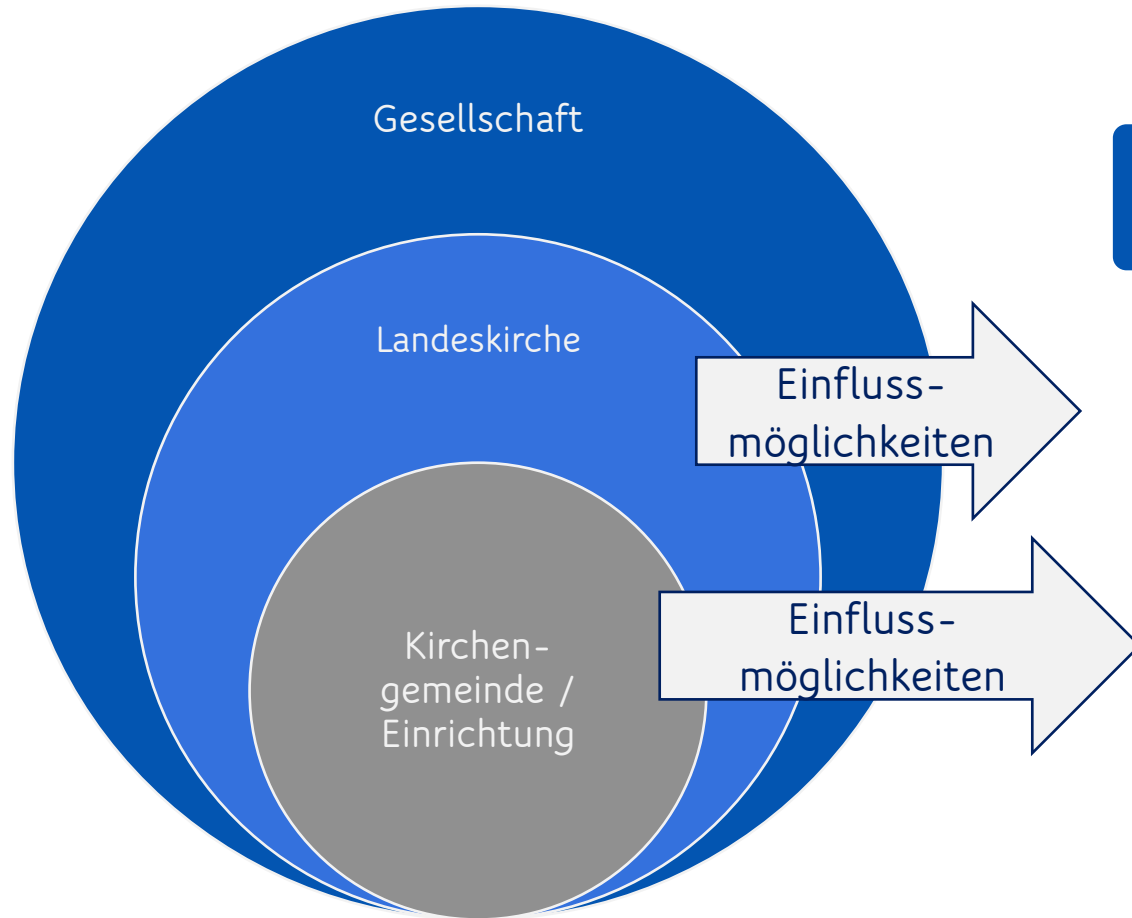 Gesellschaft
Landeskirche
Einfluss-
möglichkeiten
Einfluss-
möglichkeiten
Kirchen-
gemeinde /
Einrichtung